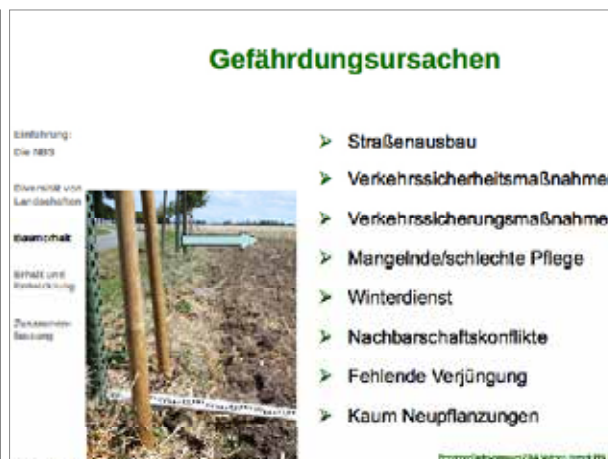 Gefährdungsursachen
Einführung:
Die NBS
Diversität von
Landschaften
Baumerhalt
Erhalt und
Entwicklung
Zusammen-
fassung
Straßenausbau
Verkehrssicherheitsmaßnahme
Verkehrssicherungsmaßnahme
Mangelnde/schlechte Pflege
Winterdienst
Nachbarschaftskonflikte
Fehlende Verjüngung
Kaum Neupflanzungen